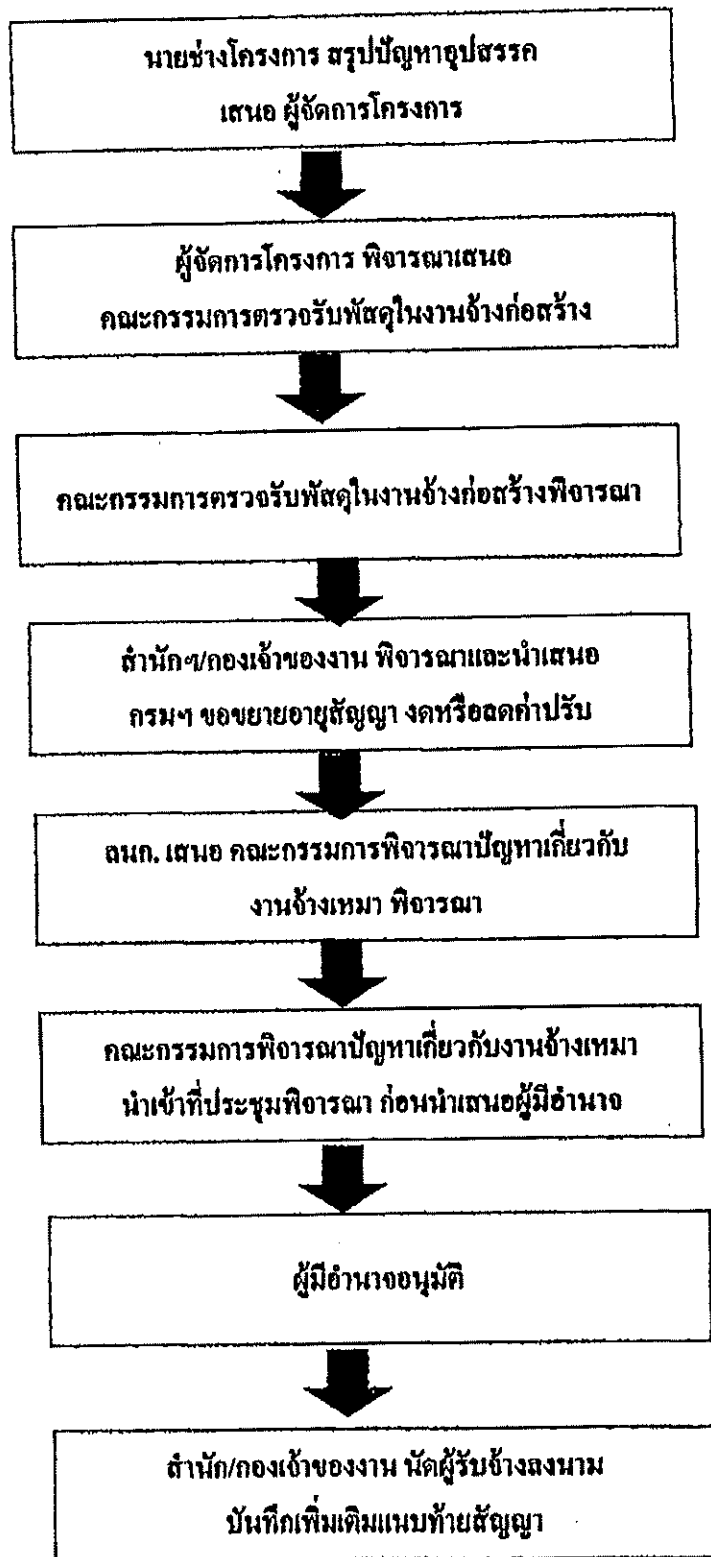 นายช่างโครงการ สรุปปัญหาอุปสรรค
เสนอ ผู้จัดการโครงการ
ผู้จัดการโครงการ พิจารณาเสนอ
คณะกรรมการตรวจรับพัสดุในงานจ้างก่อสร้าง
คณะกรรมการตรวจรับพัสดุในงานจ้างก่อสร้างพิจารณา
สำนักฯ/กองเจ้าของงาน พิจารณาและนำเสนอ
กรมฯ ขอขยายอายุสัญญา งดหรือลดค่าปรับ
ลนก. เสนอ คณะกรรมการพิจารณาปัญหาเกี่ยวกับ
งานจ้างเหมา พิจารณา
คณะกรรมการพิจารณาปัญหาเกี่ยวกับงานจ้างเหมา
นำเข้าที่ประชุมพิจารณา ก่อนนำเสนอผู้มีอำนาจ
ผู้มีอำนาจอนุมัติ
สำนัก/กองเจ้าของงาน นัดผู้รับจ้างลงนาม
บันทึกเพิ่มเติมแนบท้ายสัญญา